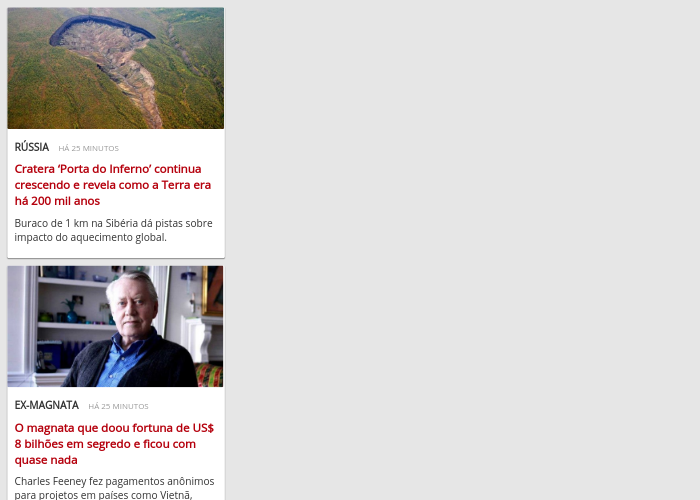 RÚSSIA HÁ 25 MINUTOS
Cratera ‘Porta do Inferno’ continua
crescendo e revela como a Terra era
há 200 mil anos
Buraco de 1 km na Sibéria dá pistas sobre
impacto do aquecimento global.
EX-MAGNATA HÁ 25 MINUTOS
O magnata que doou fortuna de US$
8 bilhões em segredo e ficou com
quase nada
Charles Feeney fez pagamentos anônimos
para projetos em países como Vietnã,